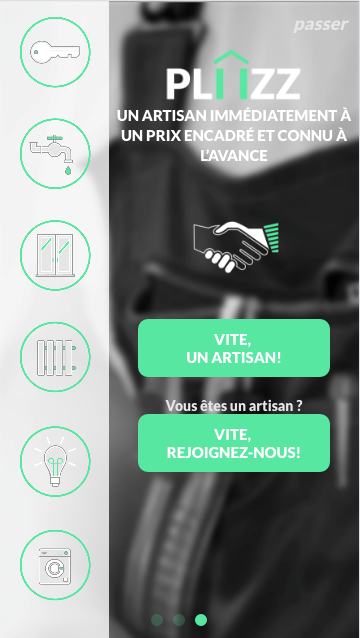 passer
PLUZZ
UN ARTISAN IMMÉDIATEMENT À
UN PRIX ENCADRÉ ET CONNU À
L'AVANCE
VITE,
UN ARTISAN!
Vous êtes un artisan ?
VITE,
REJOIGNEZ-NOUS!